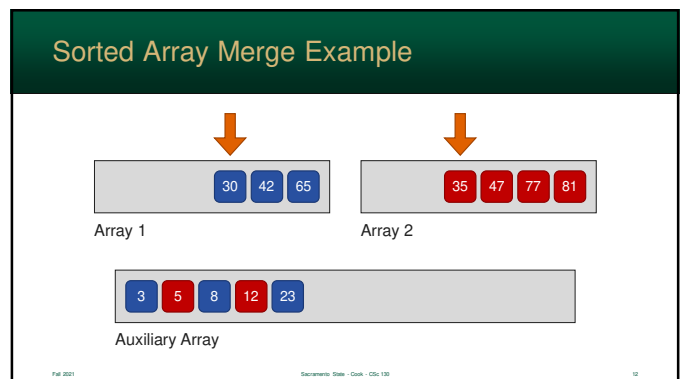 Sorted Array Merge Example
30 42 65 35 47 77 81
Array 1 Array 2
3 5 8 12 23
Auxiliary Array
Fall 2021 Sacramento State - Cook - CSc 130 12